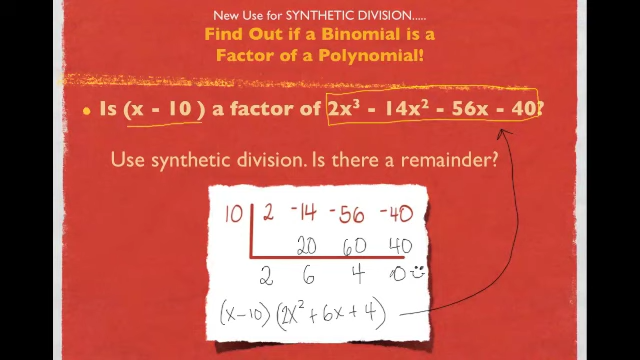 New Use for SYNTHETIC DIVISION.....
Find Out if a Binomial is a
Factor of a Polynomial!
• Is (x - 10 ) a factor of 2x³ - 14x² - 56x - 40?
Use synthetic division. Is there a remainder?
10 2 -14 -56 -40
20 60 40
2 6 4 0
(x-10) (2x² + 6x + 4)